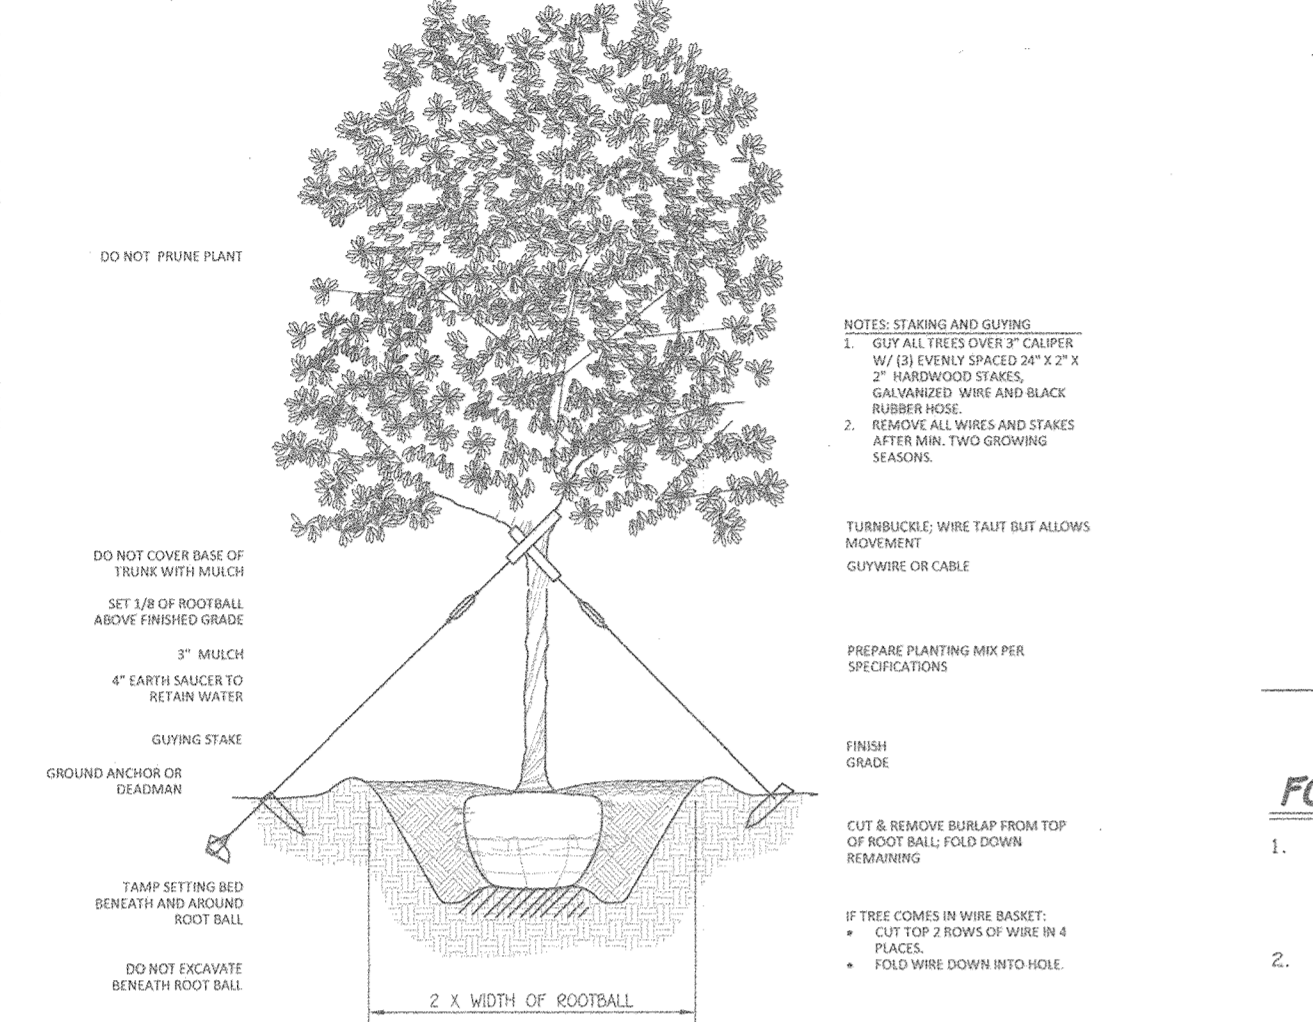 DO NOT PRUNE PLANT
DO NOT COVER BASE OF
TRUNK WITH MULCH
SET 1/8 OF ROOTBALL
ABOVE FINISHED GRADE
3" MULCH
4" EARTH SAUCER TO
RETAIN WATER
GUYING STAKE
GROUND ANCHOR OR
DEADMAN
TAMP SETTING BED
BENEATH AND AROUND
ROOT BALL
DO NOT EXCAVATE
BENEATH ROOT BALL
2 X WIDTH OF ROOTBALL
NOTES: STAKING AND GUYING
1. GUY ALL TREES OVER 3" CALIPER
W/ (3) EVENLY SPACED 24" X 2" X
2" HARDWOOD STAKES,
GALVANIZED WIRE AND BLACK
RUBBER HOSE.
2. REMOVE ALL WIRES AND STAKES
AFTER MIN. TWO GROWING
SEASONS.
TURNBUCKLE; WIRE TAUT BUT ALLOWS
MOVEMENT
GUYWIRE OR CABLE
PREPARE PLANTING MIX PER
SPECIFICATIONS
FINISH
GRADE
CUT & REMOVE BURLAP FROM TOP
OF ROOT BALL; FOLD DOWN
REMAINING
IF TREE COMES IN WIRE BASKET:
• CUT TOP 2 ROWS OF WIRE IN 4
PLACES.
• FOLD WIRE DOWN INTO HOLE.
1.
2.